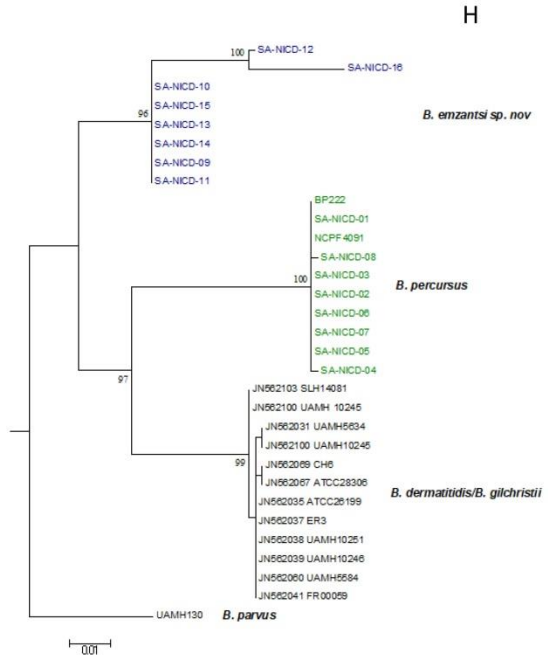 H
100
SA-NICD-12
SA-NICD-16
SA-NICD-10
SA-NICD-15
96
SA-NICD-13
SA-NICD-14
SA-NICD-09
SA-NICD-11
B. emzantsi sp. nov
BP222
SA-NICD-01
NCPF4091
SA-NICD-08
100
SA-NICD-03
SA-NICD-02
SA-NICD-06
SA-NICD-07
SA-NICD-05
SA-NICD-04
B. percursus
97
JN562103 SLH14081
JN562100 UAMH 10245
JN562031 UAMH5634
JN562100 UAMH10245
99
JN562069 CH6
JN562067 ATCC28306
JN562035 ATCC26199
JN562037 ER3
JN562038 UAMH10251
JN562039 UAMH10246
JN562060 UAMH5584
JN562041 FR00059
B. dermatitidis/B. gilchristii
UAMH130
B. parvus
0.01